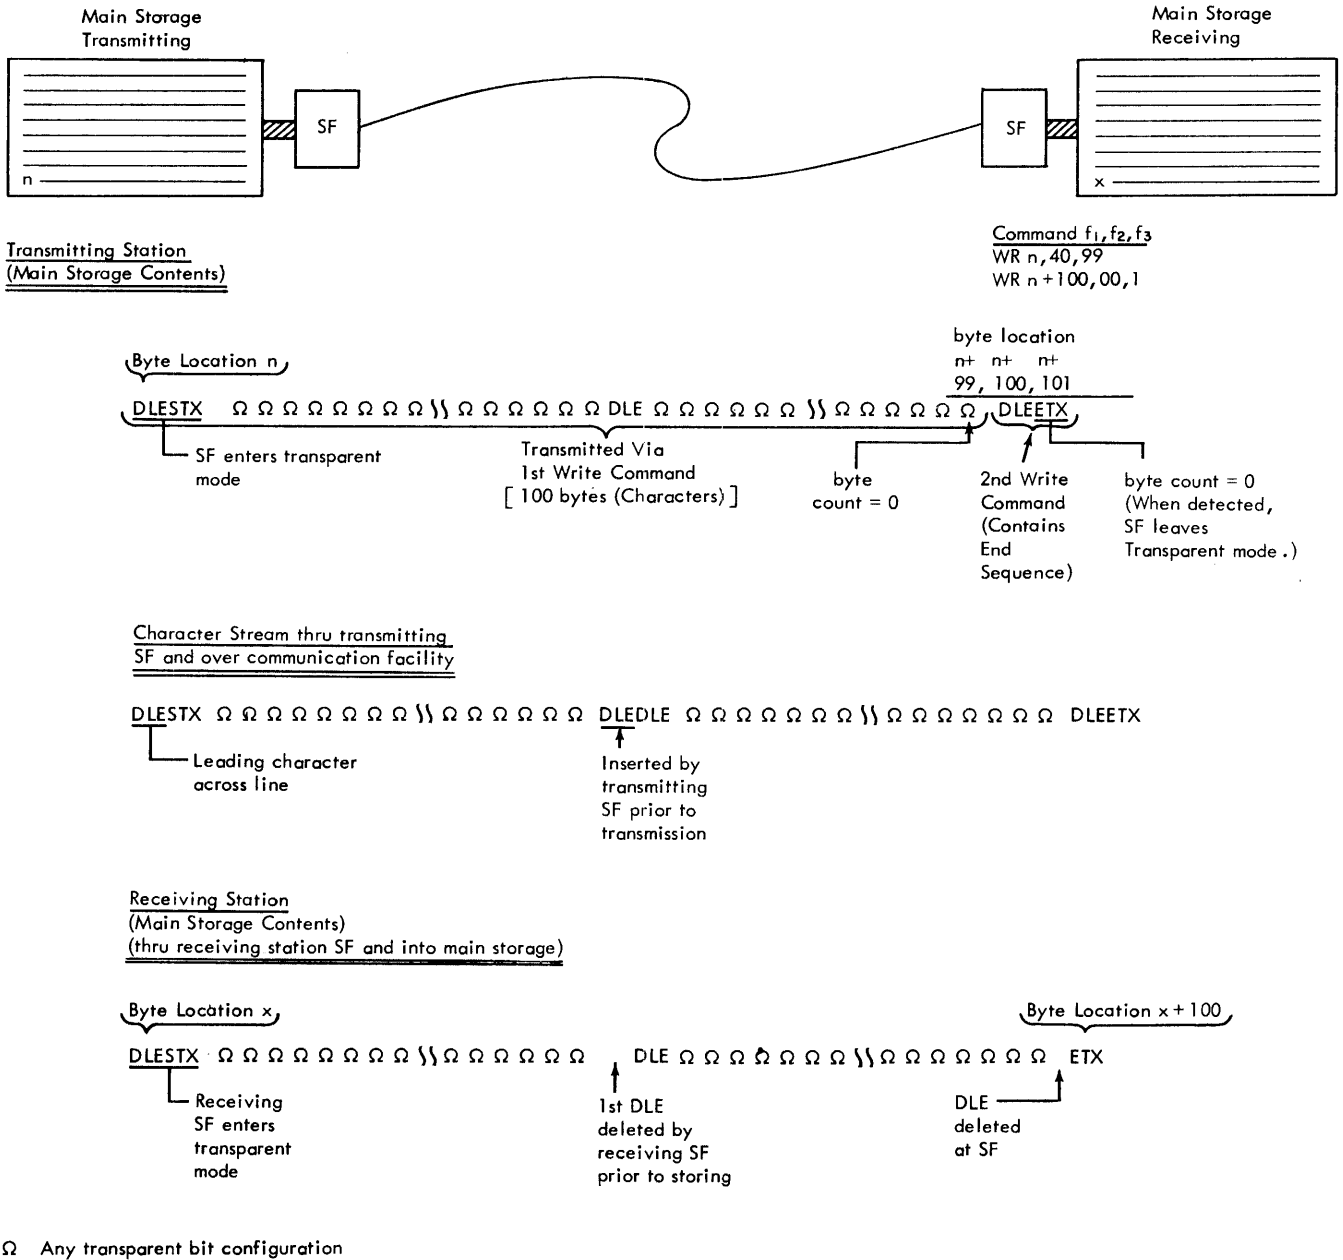 Main Storage
Transmitting
Main Storage
Receiving
SF
SF
n
x
Command f1,f2,f3
WR n,40,99
WR n+100,00,1
Transmitting Station
(Main Storage Contents)
byte location
n+ n+ n+
99, 100, 101
Byte Location n
DLESTX Ω Ω Ω Ω Ω Ω Ω Ω ∫∫ Ω Ω Ω Ω Ω Ω DLE Ω Ω Ω Ω Ω Ω ∫∫ Ω Ω Ω Ω Ω Ω DLEETX
SF enters transparent
mode
Transmitted Via
1st Write Command
[ 100 bytes (Characters) ]
byte
count = 0
2nd Write
Command
(Contains
End
Sequence)
byte count = 0
(When detected,
SF leaves
Transparent mode.)
Character Stream thru transmitting
SF and over communication facility
DLESTX Ω Ω Ω Ω Ω Ω Ω Ω ∫∫ Ω Ω Ω Ω Ω Ω DLEDLE Ω Ω Ω Ω Ω Ω Ω ∫∫ Ω Ω Ω Ω Ω Ω Ω DLEETX
Leading character
across line
Inserted by
transmitting
SF prior to
transmission
Receiving Station
(Main Storage Contents)
(thru receiving station SF and into main storage)
Byte Location x
Byte Location x + 100
DLESTX Ω Ω Ω Ω Ω Ω Ω Ω ∫∫ Ω Ω Ω Ω Ω Ω DLE Ω Ω Ω Ω Ω Ω Ω ∫∫ Ω Ω Ω Ω Ω Ω Ω ETX
Receiving
SF enters
transparent
mode
1st DLE
deleted by
receiving SF
prior to storing
DLE
deleted
at SF
Ω Any transparent bit configuration